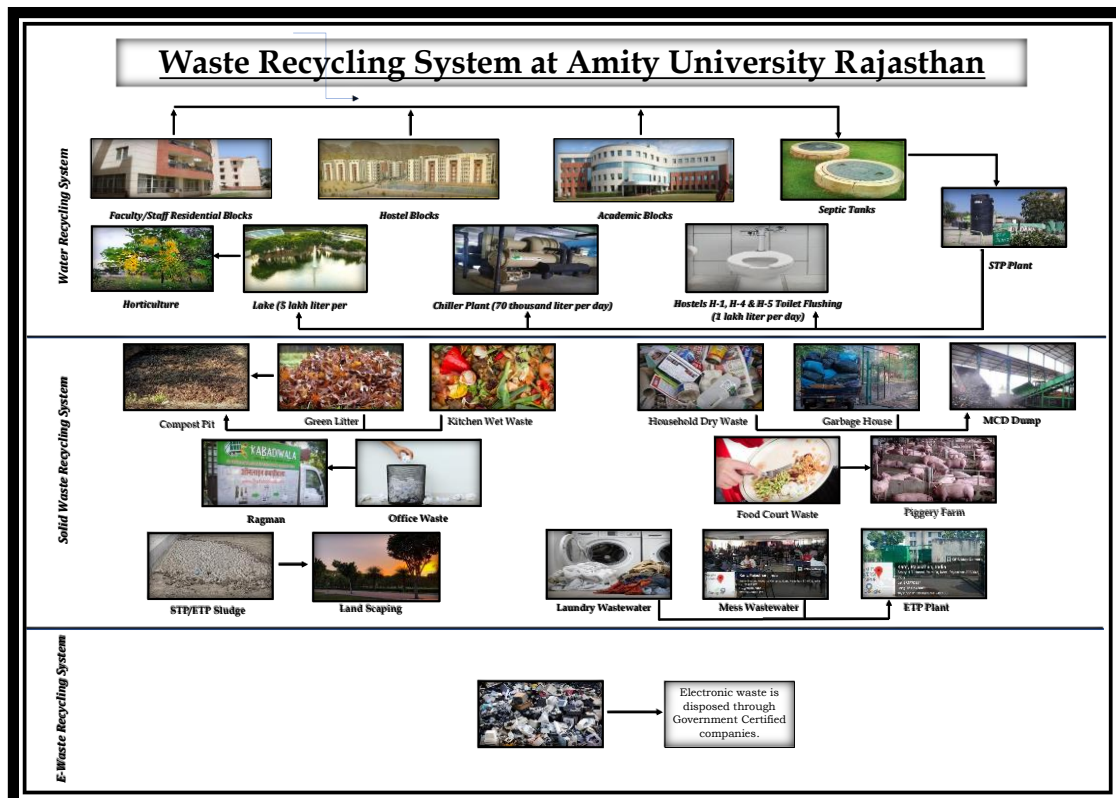 Waste Recycling System at Amity University Rajasthan
Water Recycling System
Faculty/Staff Residential Blocks
Hostel Blocks
Academic Blocks
Septic Tanks
STP Plant
Horticulture
Lake (5 lakh liter per
Chiller Plant (70 thousand liter per day)
Hostels H-1, H-4 & H-5 Toilet Flushing
(1 lakh liter per day)
Solid Waste Recycling System
Compost Pit
Green Litter
Kitchen Wet Waste
Household Dry Waste
Garbage House
MCD Dump
KABADIWALA
Ragman
Office Waste
Food Court Waste
Piggery Farm
STP/ETP Sludge
Land Scaping
Laundry Wastewater
Mess Wastewater
ETP Plant
E-Waste Recycling System
Electronic waste is
disposed through
Government Certified
companies.